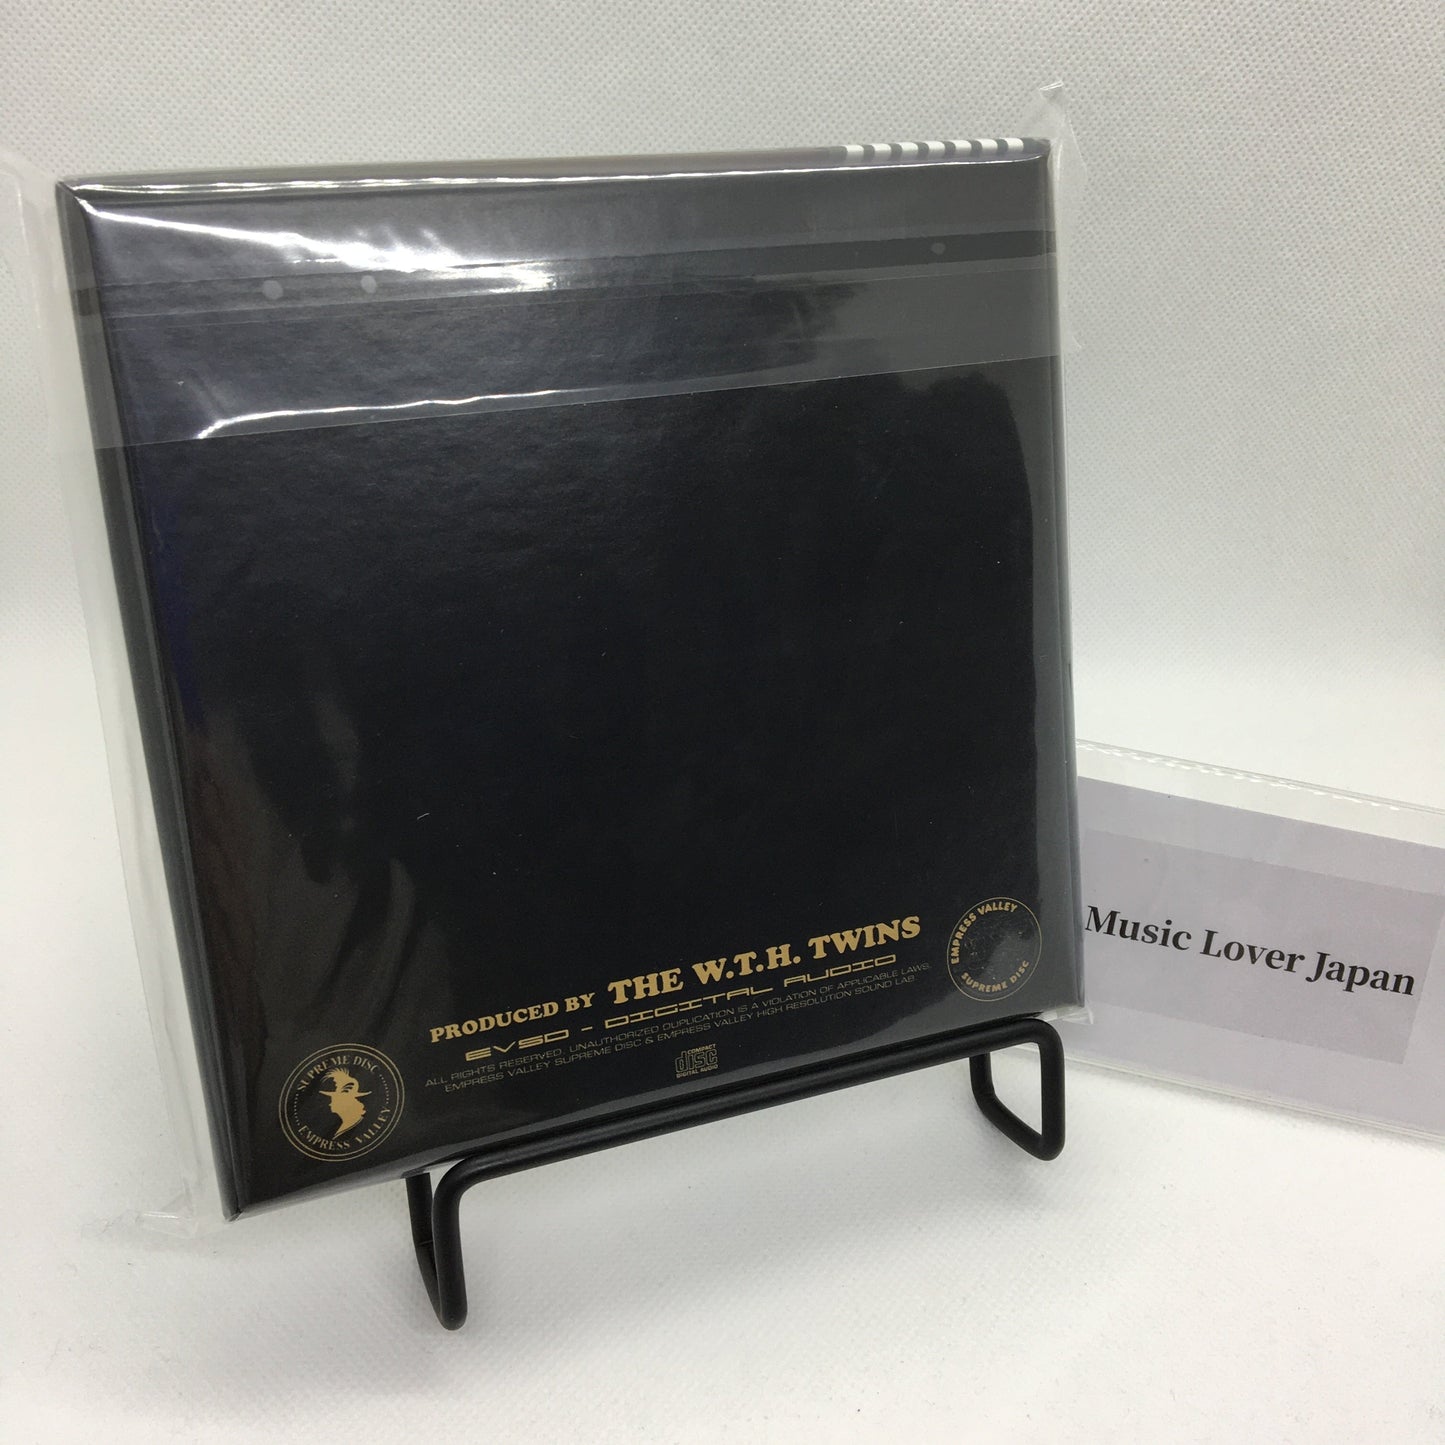 PRODUCED BY THE W.T.H. TWINS
EVSD - DIGITAL AUDIO
ALL RIGHTS RESERVED. UNAUTHORIZED DUPLICATION IS A VIOLATION OF APPLICABLE LAWS.
EMPRESS VALLEY SUPREME DISC & EMPRESS VALLEY HIGH RESOLUTION SOUND LAB
COMPACT
disc
DIGITAL AUDIO
SUPREME DISC
EMPRESS VALLEY
EMPRESS VALLEY
SUPREME DISC
Music Lover Japan